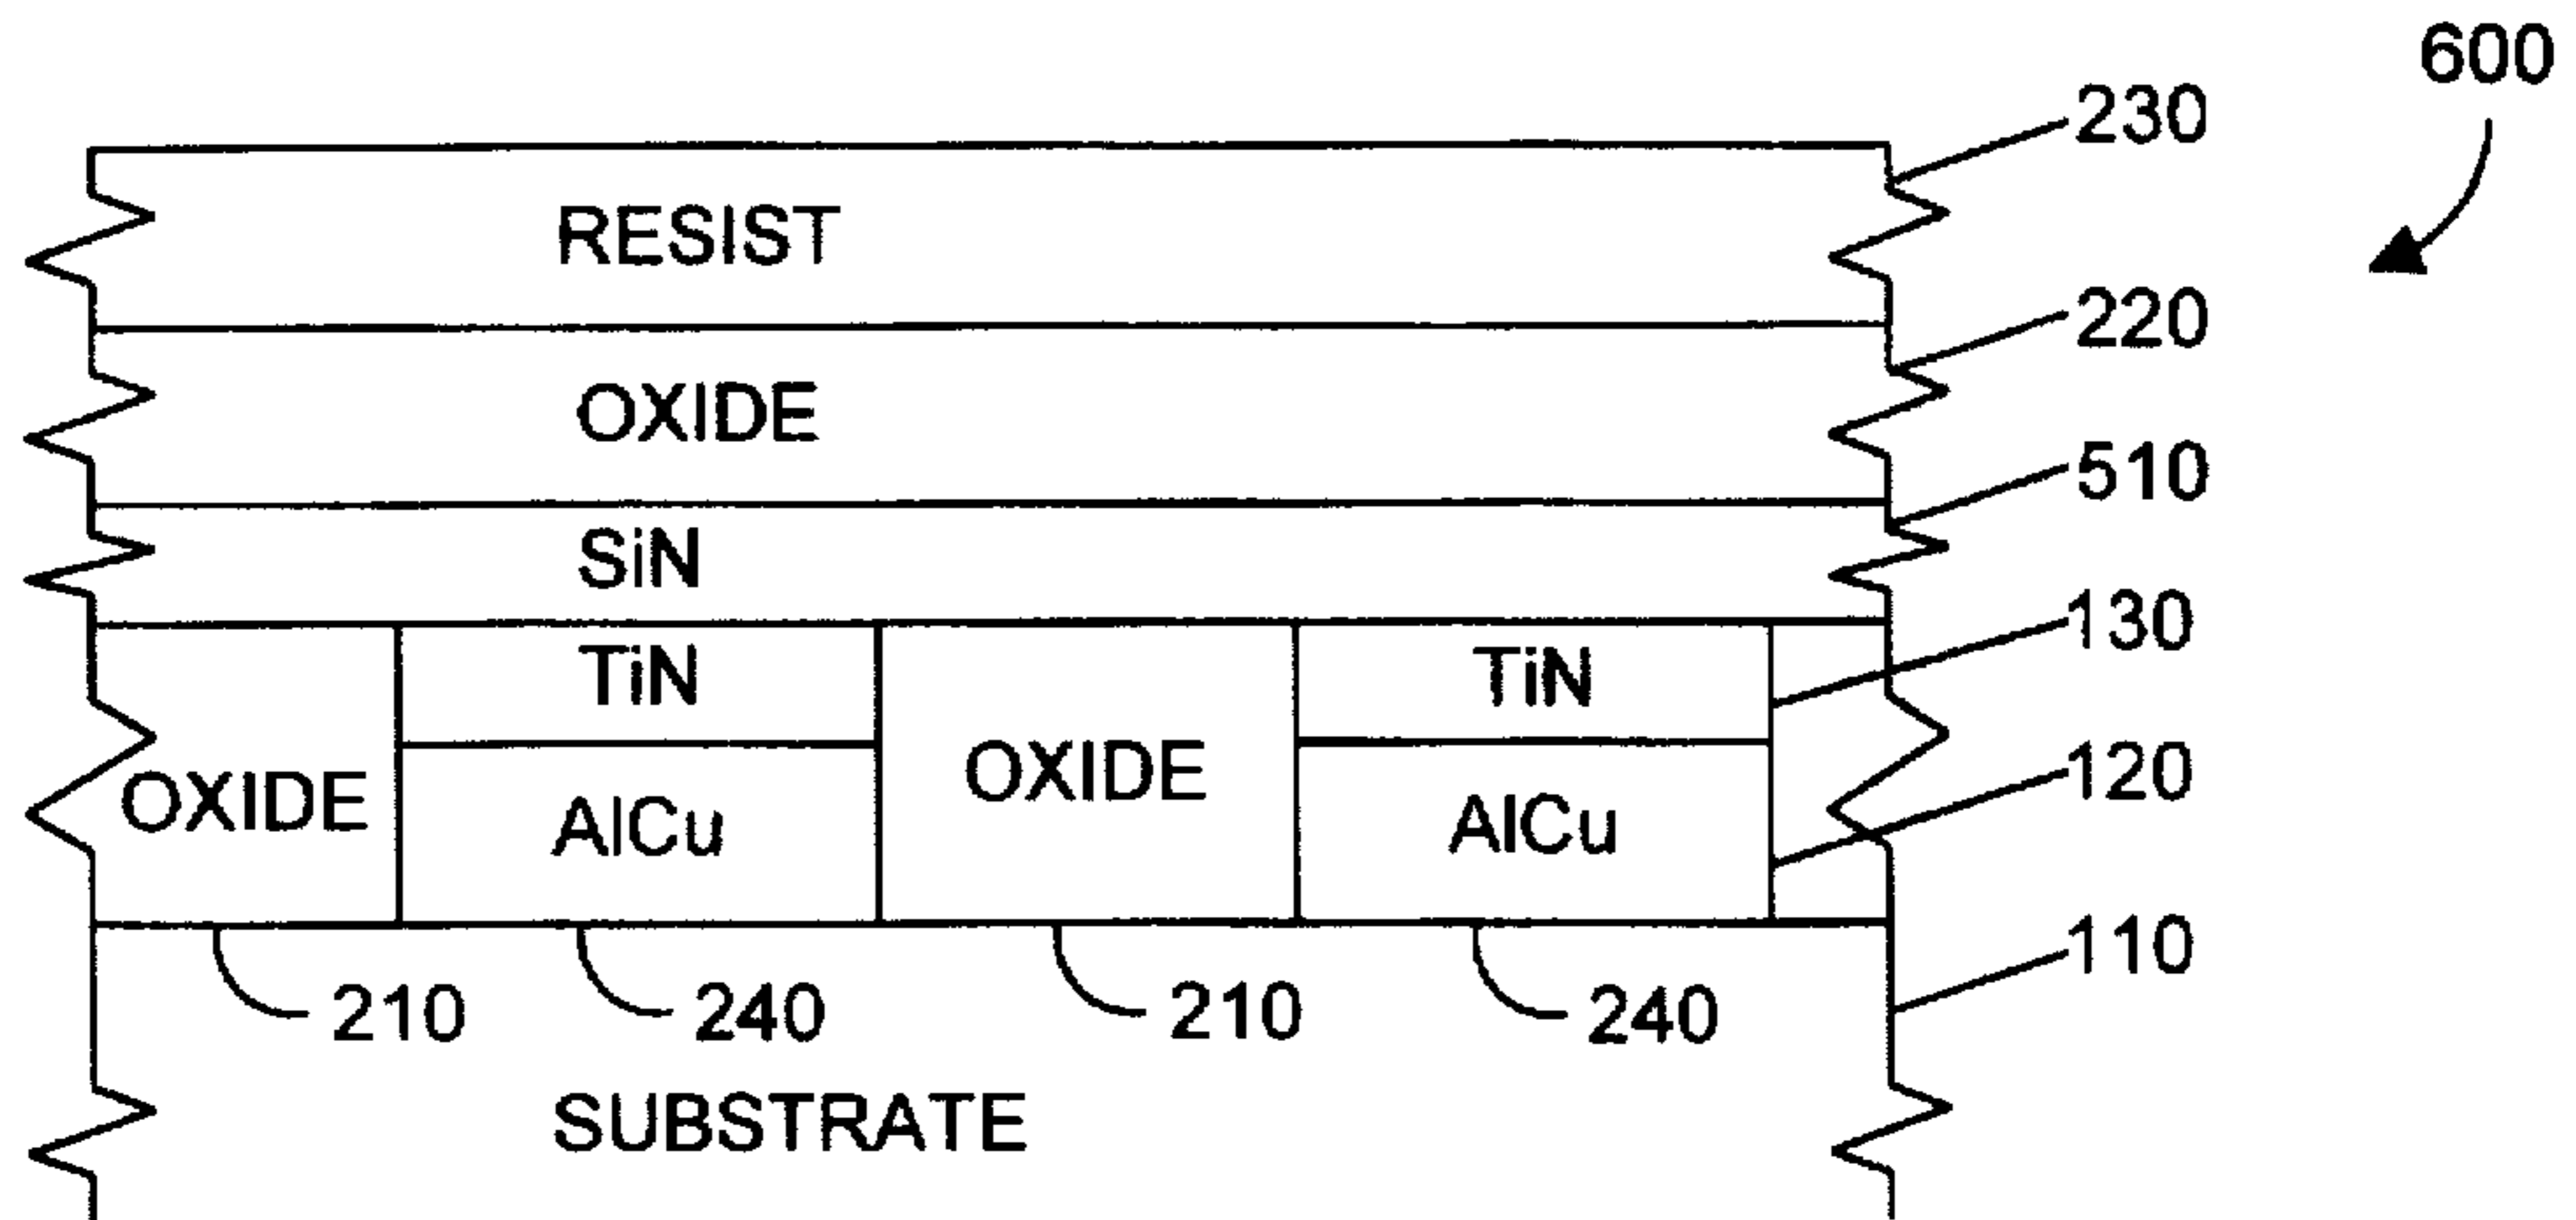 600
230
RESIST
220
OXIDE
510
SiN
130
TiN
TiN
120
OXIDE
OXIDE
AlCu
AlCu
110
210
240
210
240
SUBSTRATE